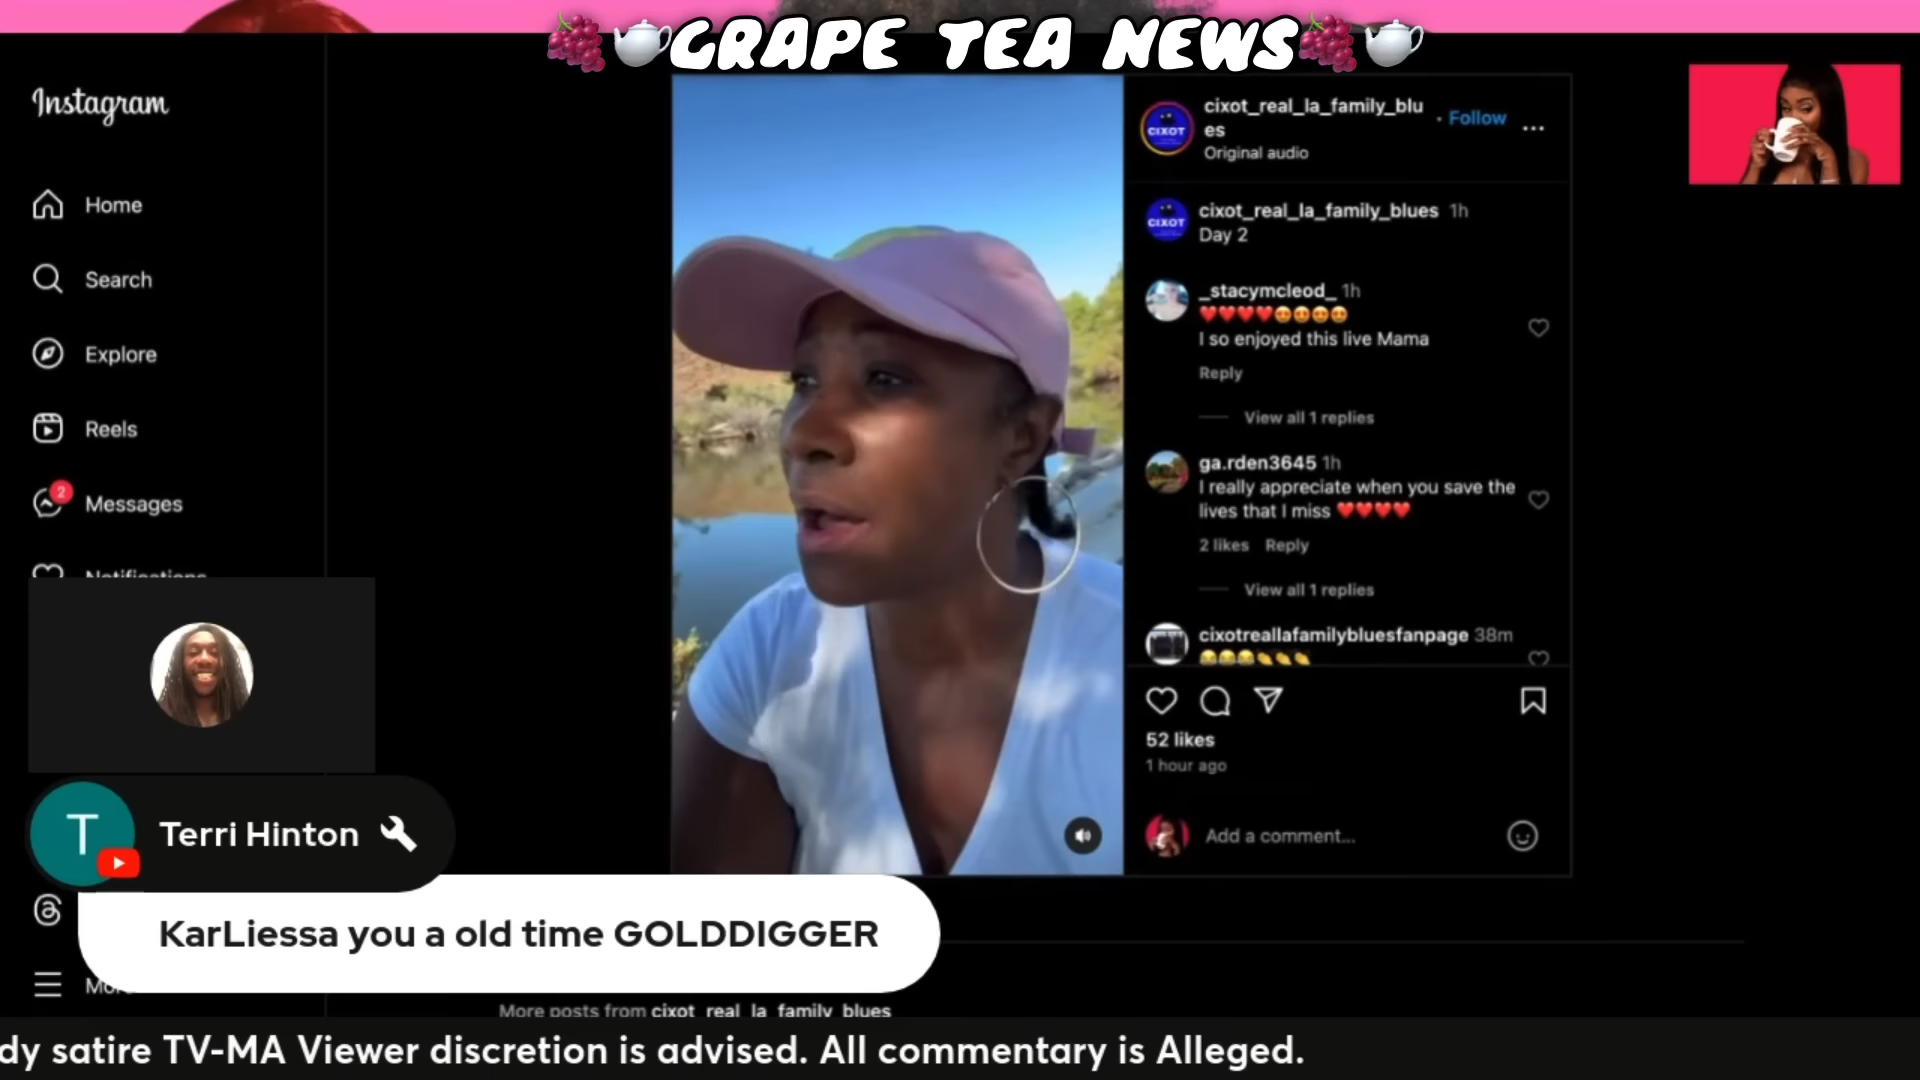 GRAPE TEA NEWS
Instagram
Home
Search
Explore
Reels
2
Messages
Notifications
CIXOT
cixot_real_la_family_blu
es
Original audio
• Follow
CIXOT
cixot_real_la_family_blues 1h
Day 2
_stacymcleod_ 1h
❤️❤️❤️❤️😍😍😍😍
I so enjoyed this live Mama
Reply
View all 1 replies
ga.rden3645 1h
I really appreciate when you save the
lives that I miss ❤️❤️❤️❤️
2 likes Reply
View all 1 replies
cixotreallafamilybluesfanpage 38m
😂😂😂👏👏👏
52 likes
1 hour ago
Add a comment...
T
Terri Hinton
KarLiessa you a old time GOLDDIGGER
More posts from cixot_real_la_family_blues
dy satire TV-MA Viewer discretion is advised. All commentary is Alleged.